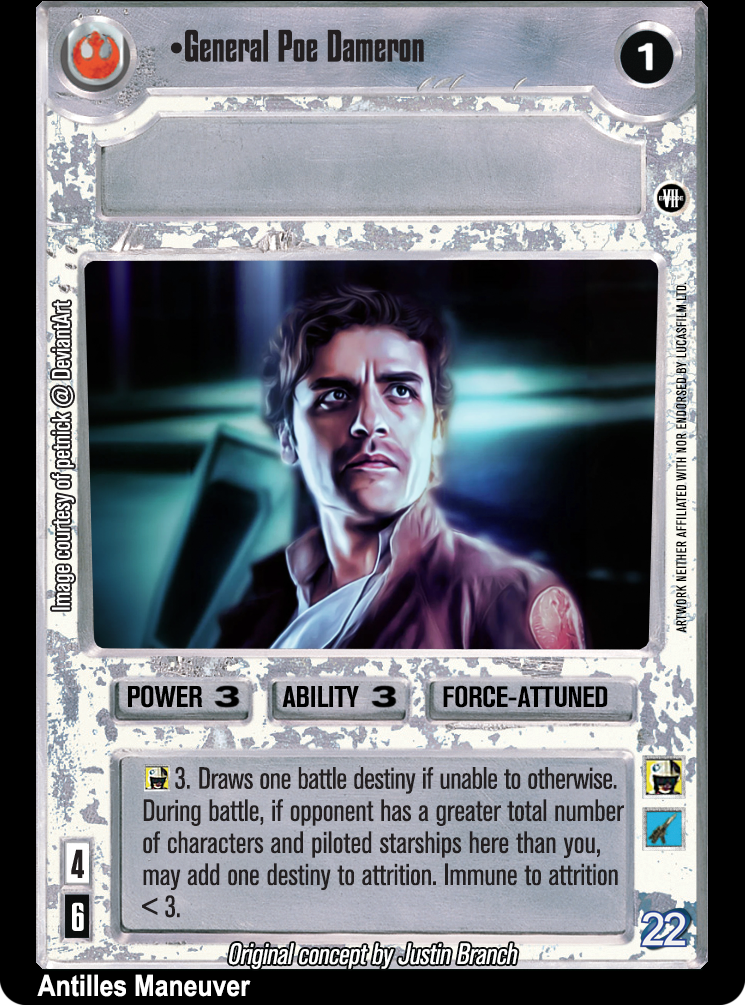 •General Poe Dameron
1
EPISODE VII
Image courtesy of petnick @ DeviantArt
ARTWORK NEITHER AFFILIATED WITH NOR ENDORSED BY LUCASFILM LTD.
POWER 3
ABILITY 3
FORCE-ATTUNED
3. Draws one battle destiny if unable to otherwise.
During battle, if opponent has a greater total number
of characters and piloted starships here than you,
may add one destiny to attrition. Immune to attrition
< 3.
4
6
22
Original concept by Justin Branch
Antilles Maneuver